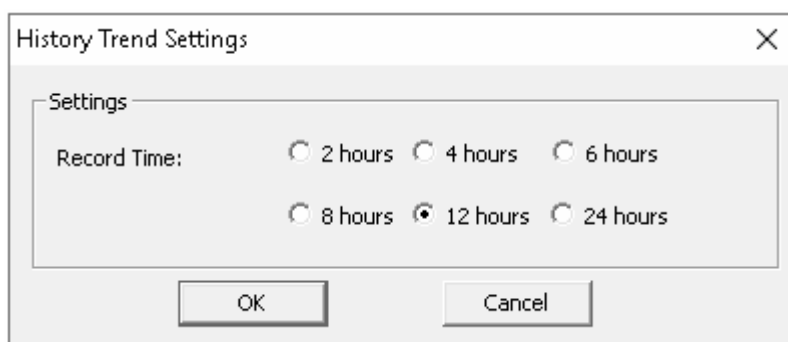 History Trend Settings
Settings
Record Time: 2 hours 4 hours 6 hours
8 hours 12 hours 24 hours
OK Cancel